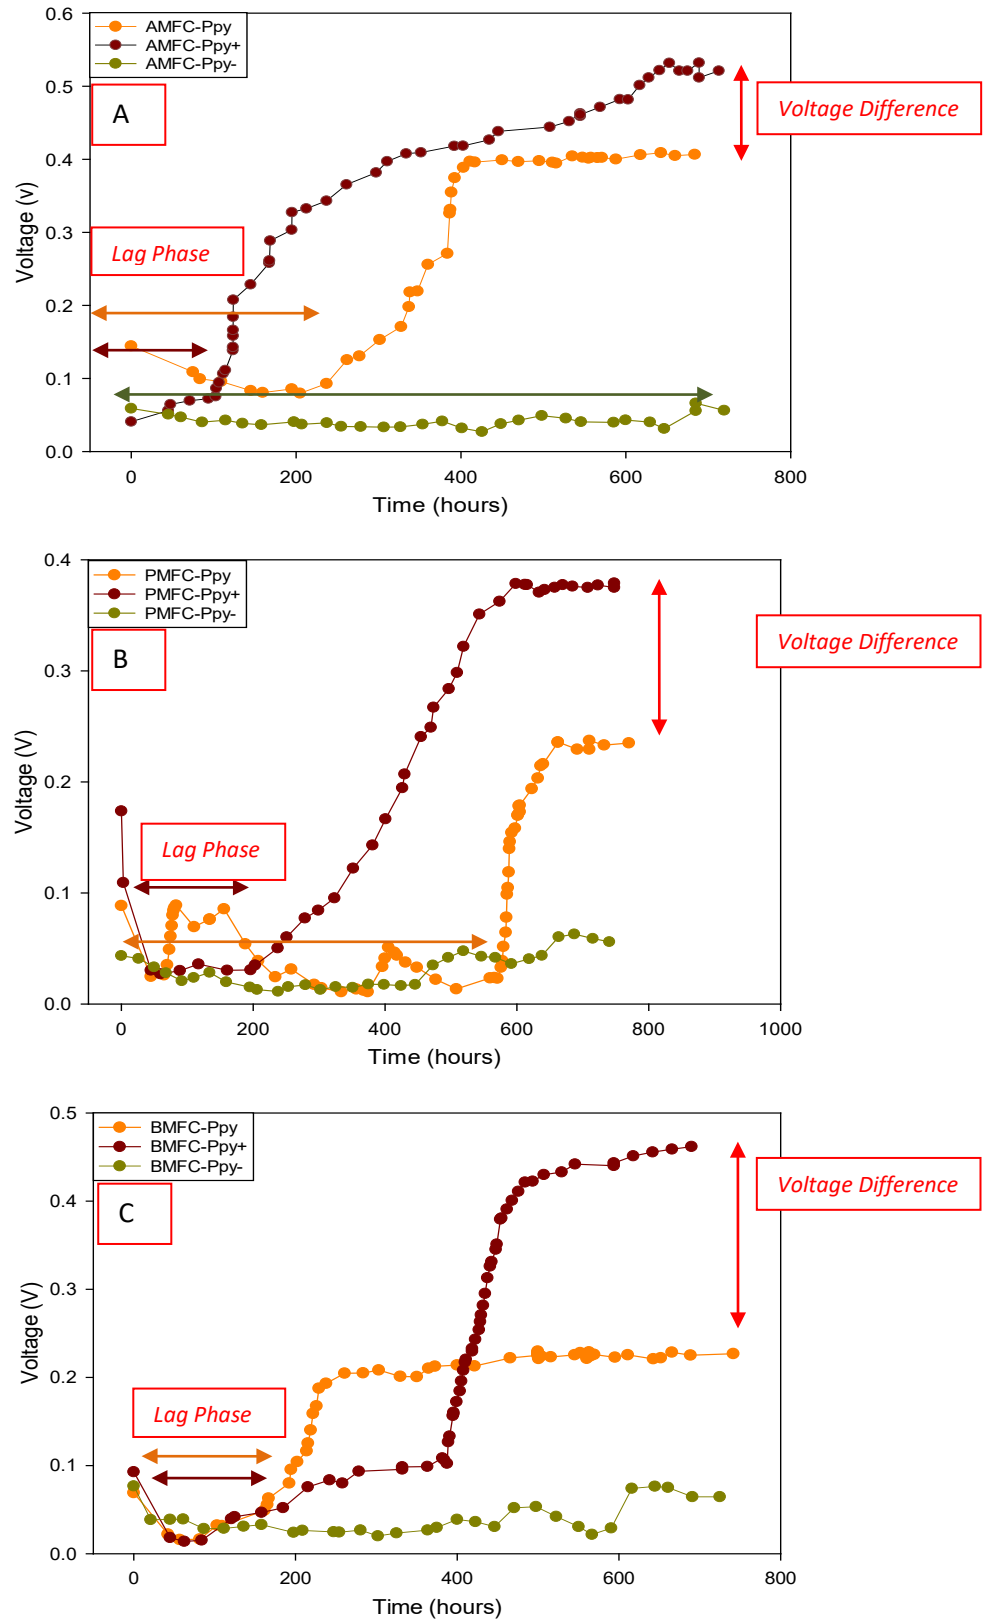 0.6
AMFC-Ppy
AMFC-Ppy+
AMFC-Ppy-
0.5
A
Voltage Difference
0.4
Voltage (v)
0.3
Lag Phase
0.2
0.1
0.0
0 200 400 600 800
Time (hours)
0.4
PMFC-Ppy
PMFC-Ppy+
PMFC-Ppy-
B
Voltage Difference
0.3
Voltage (V)
0.2
Lag Phase
0.1
0.0
0 200 400 600 800 1000
Time (hours)
0.5
BMFC-Ppy
BMFC-Ppy+
BMFC-Ppy-
C
Voltage Difference
0.4
0.3
Voltage (V)
0.2
Lag Phase
0.1
0.0
0 200 400 600 800
Time (hours)